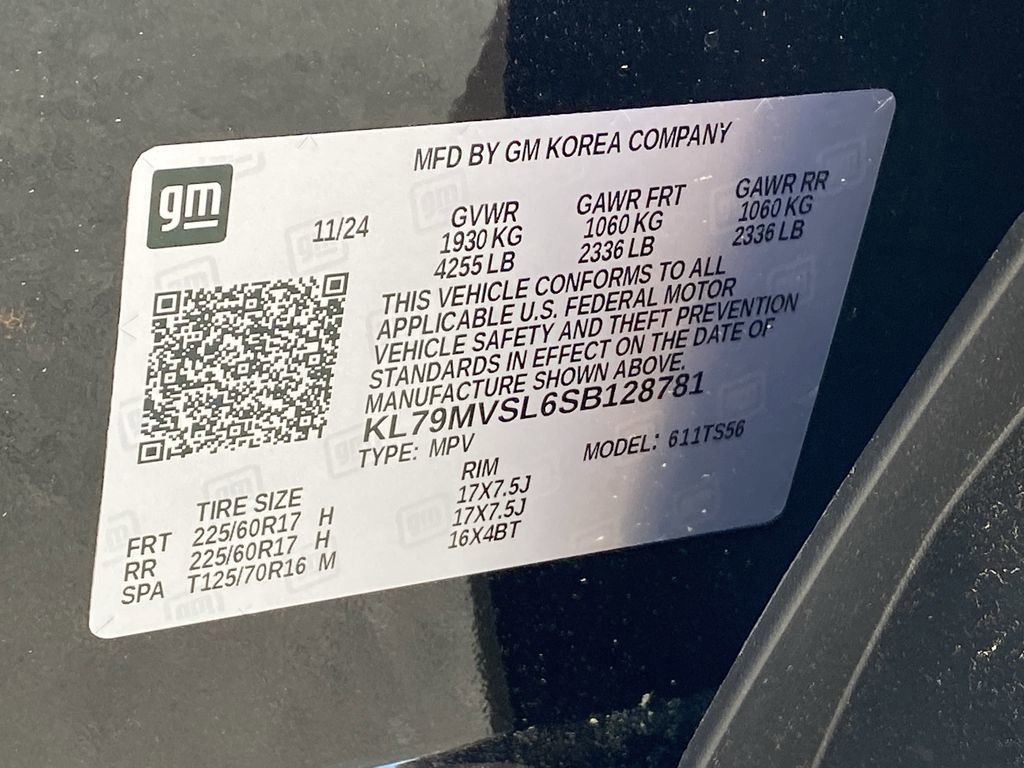 gm
MFD BY GM KOREA COMPANY
11/24
GVWR GAWR FRT GAWR RR
1930 KG 1060 KG 1060 KG
4255 LB 2336 LB 2336 LB
THIS VEHICLE CONFORMS TO ALL
APPLICABLE U.S. FEDERAL MOTOR
VEHICLE SAFETY AND THEFT PREVENTION
STANDARDS IN EFFECT ON THE DATE OF
MANUFACTURE SHOWN ABOVE.
KL79MVSL6SB128781
TYPE: MPV MODEL: 611TS56
TIRE SIZE RIM
FRT 225/60R17 H 17X7.5J
RR 225/60R17 H 17X7.5J
SPA T125/70R16 M 16X4BT